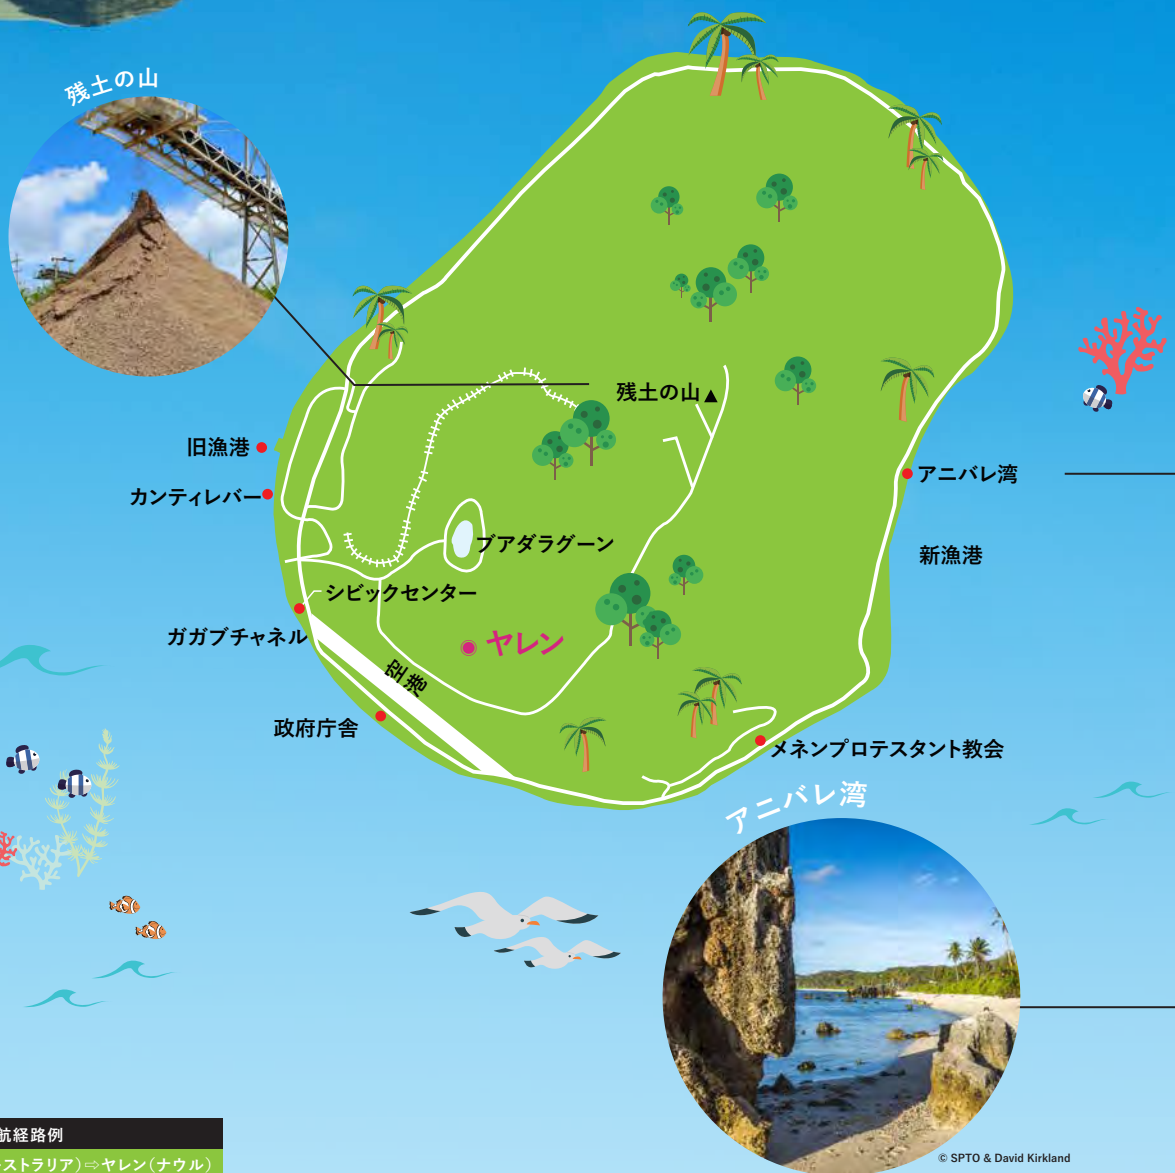 残土の山
残土の山▲
旧漁港
カンティレバー
アニバレ湾
ブアダラグーン
新漁港
シビックセンター
ガガブチャネル
ヤレン
空港
政府庁舎
メネンプロテスタント教会
アニバレ湾
航経路例
ストラリア)⇨ヤレン(ナウル)
© SPTO & David Kirkland